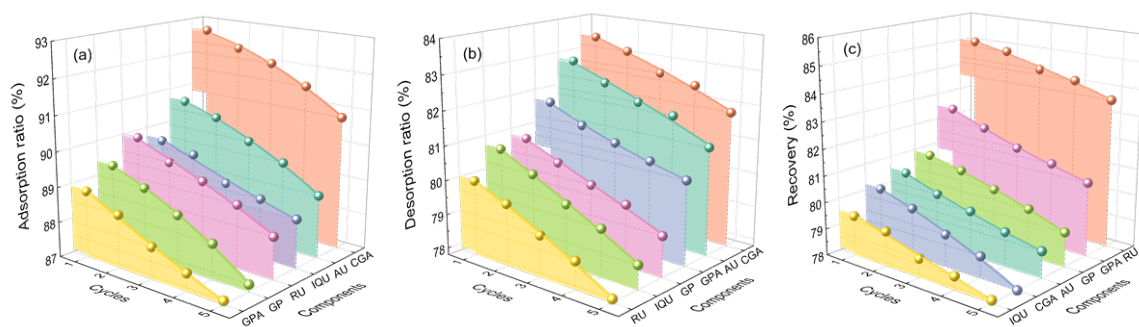 (a)
Adsorption ratio (%)
93
92
91
90
89
88
87
1
2
3
4
5
Cycles
GPA
GP
RU
IQU
AU
CGA
Components
(b)
Desorption ratio (%)
84
83
82
81
80
79
78
1
2
3
4
5
Cycles
RU
IQU
GP
GPA
AU
CGA
Components
(c)
Recovery (%)
86
85
84
83
82
81
80
79
78
1
2
3
4
5
Cycles
IQU
CGA
AU
GP
GPA
RU
Components